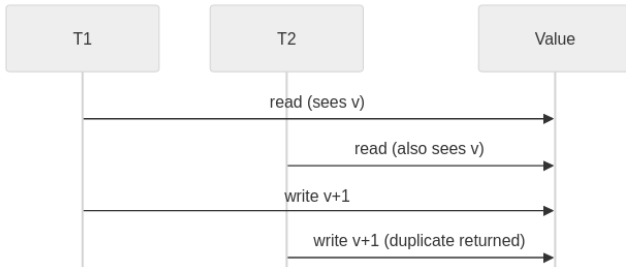 T1
T2
Value
read (sees v)
read (also sees v)
write v+1
write v+1 (duplicate returned)